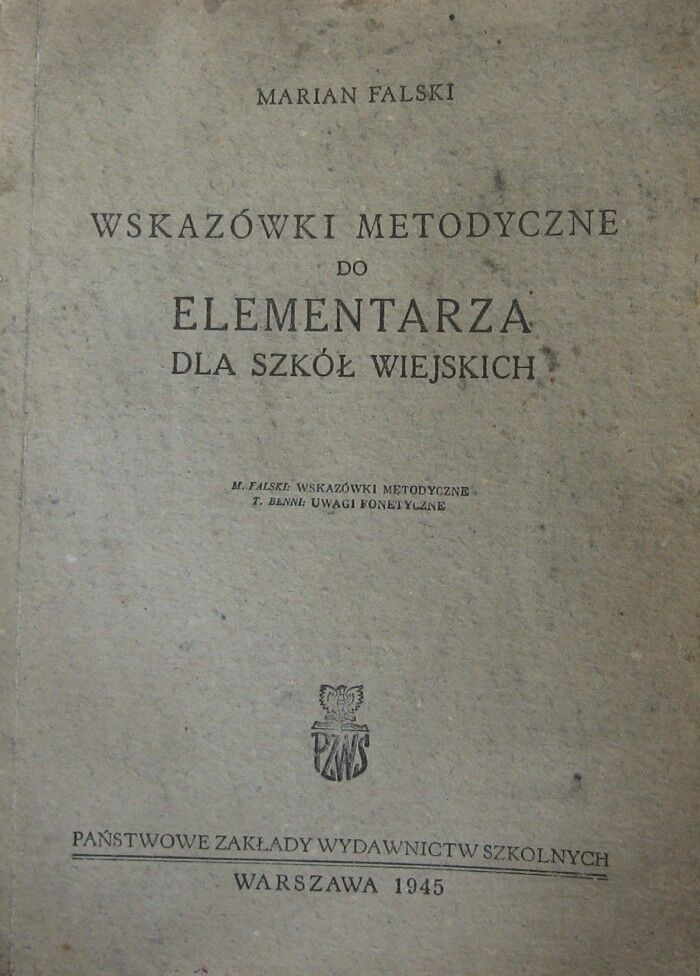 MARIAN FALSKI
WSKAZÓWKI METODYCZNE
DO
ELEMENTARZA
DLA SZKÓŁ WIEJSKICH
M. FALSKI: WSKAZÓWKI METODYCZNE
T. BENNI: UWAGI FONETYCZNE
PZWS
PAŃSTWOWE ZAKŁADY WYDAWNICTW SZKOLNYCH
WARSZAWA 1945